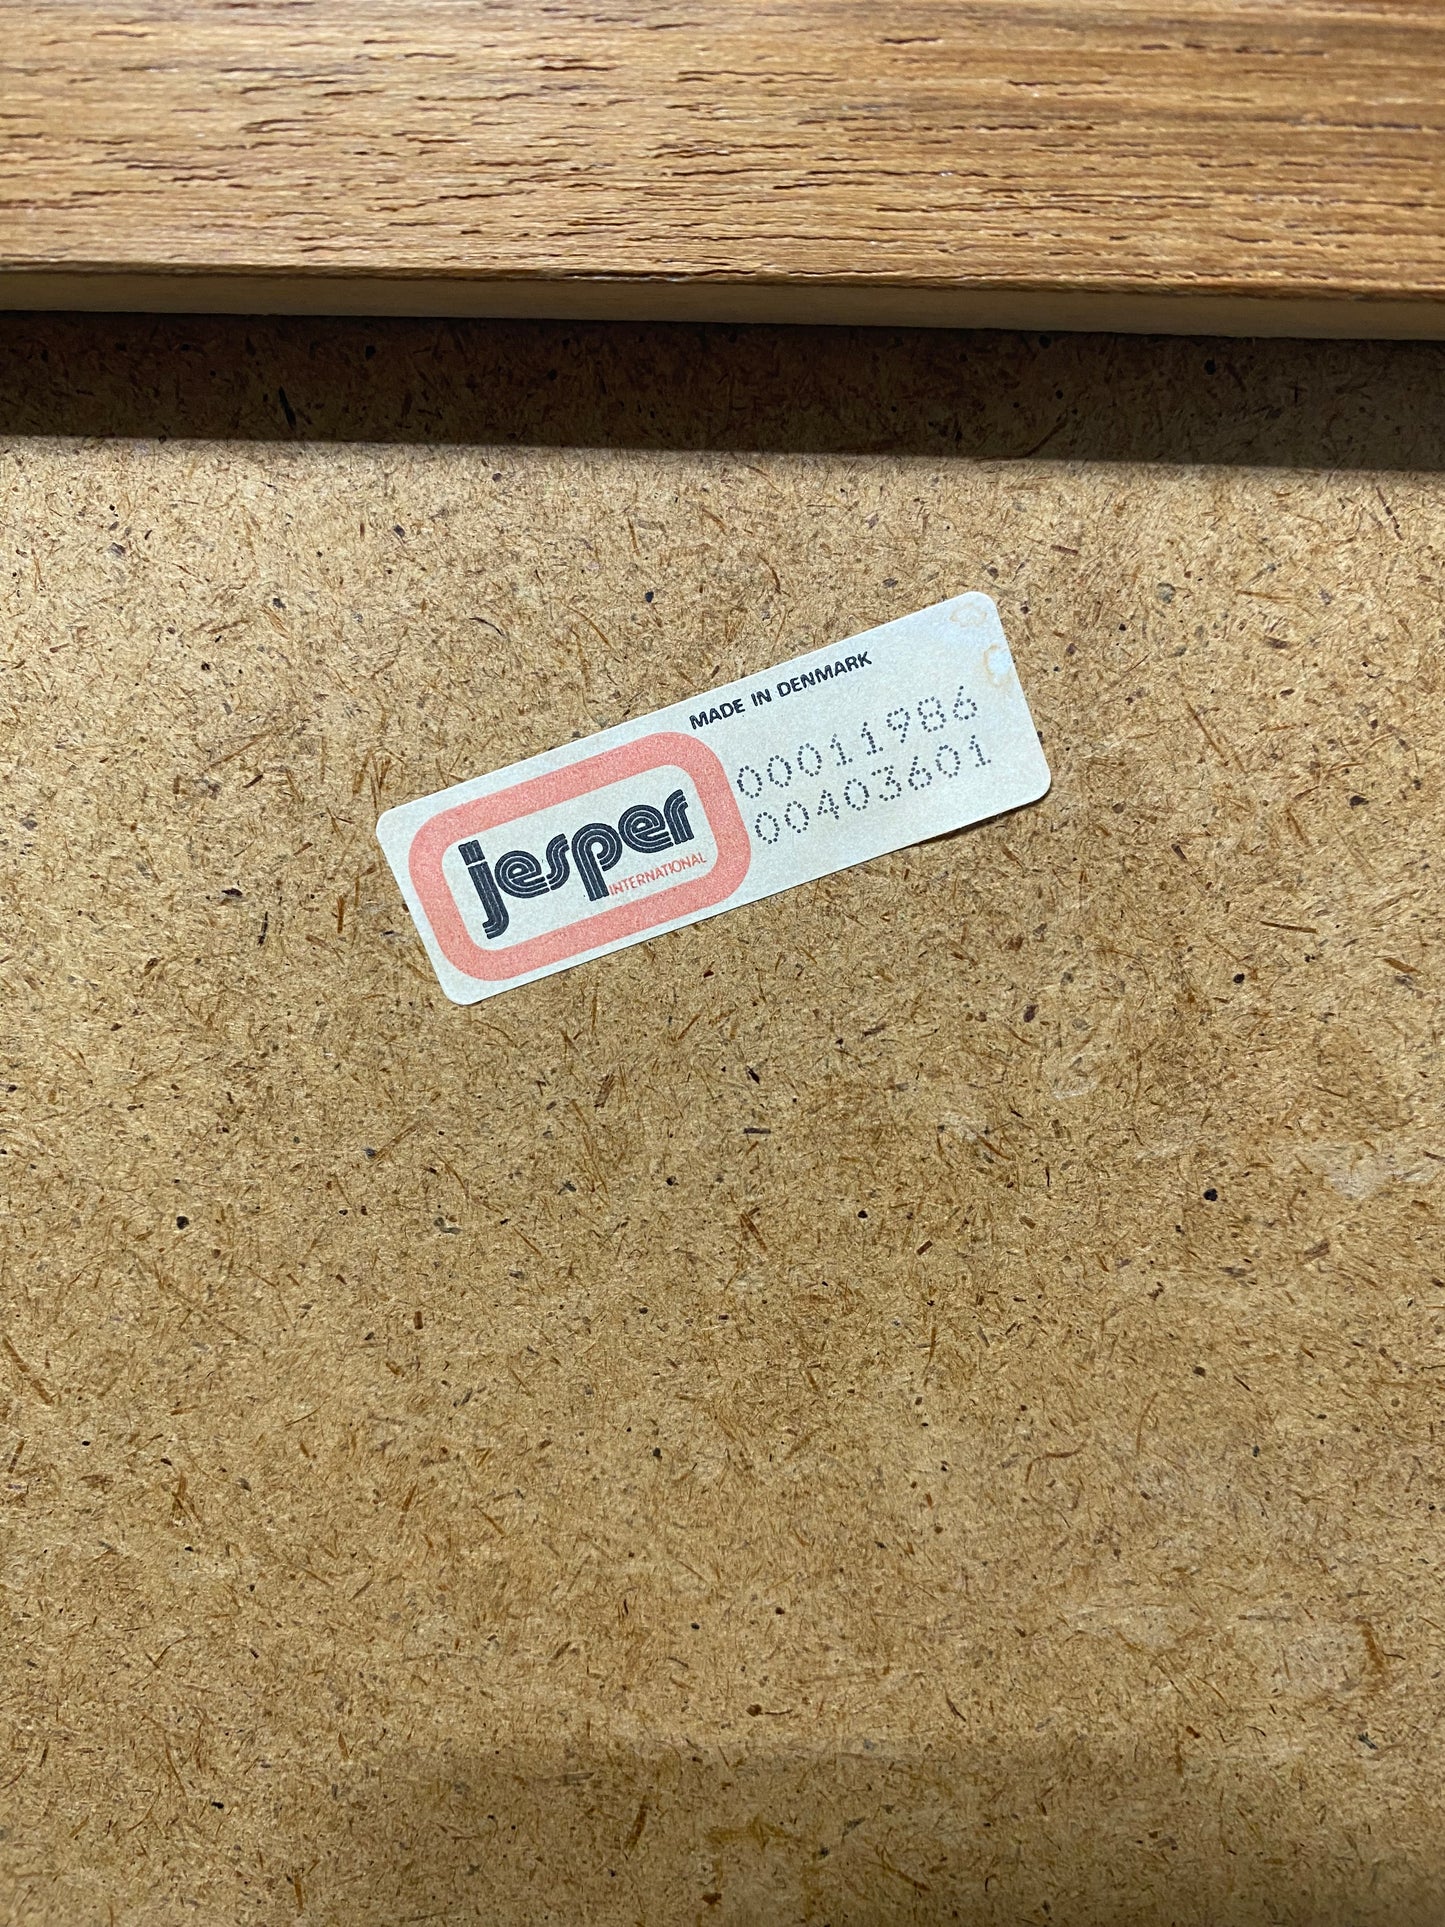 MADE IN DENMARK
00011986
00403601
jesper
INTERNATIONAL